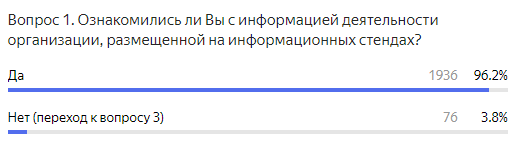 Вопрос 1. Ознакомились ли Вы с информацией деятельности
организации, размещенной на информационных стендах?
Да 1936 96.2%
Нет (переход к вопросу 3) 76 3.8%